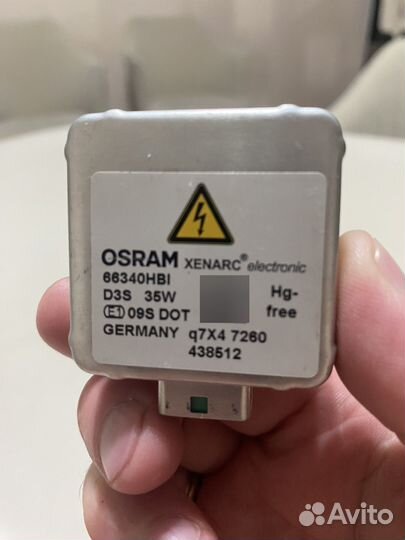 OSRAM XENARC® electronic
66340HBI
D3S 35W
Hg-free
E1 09S DOT
GERMANY q7X4 7260
438512
Avito